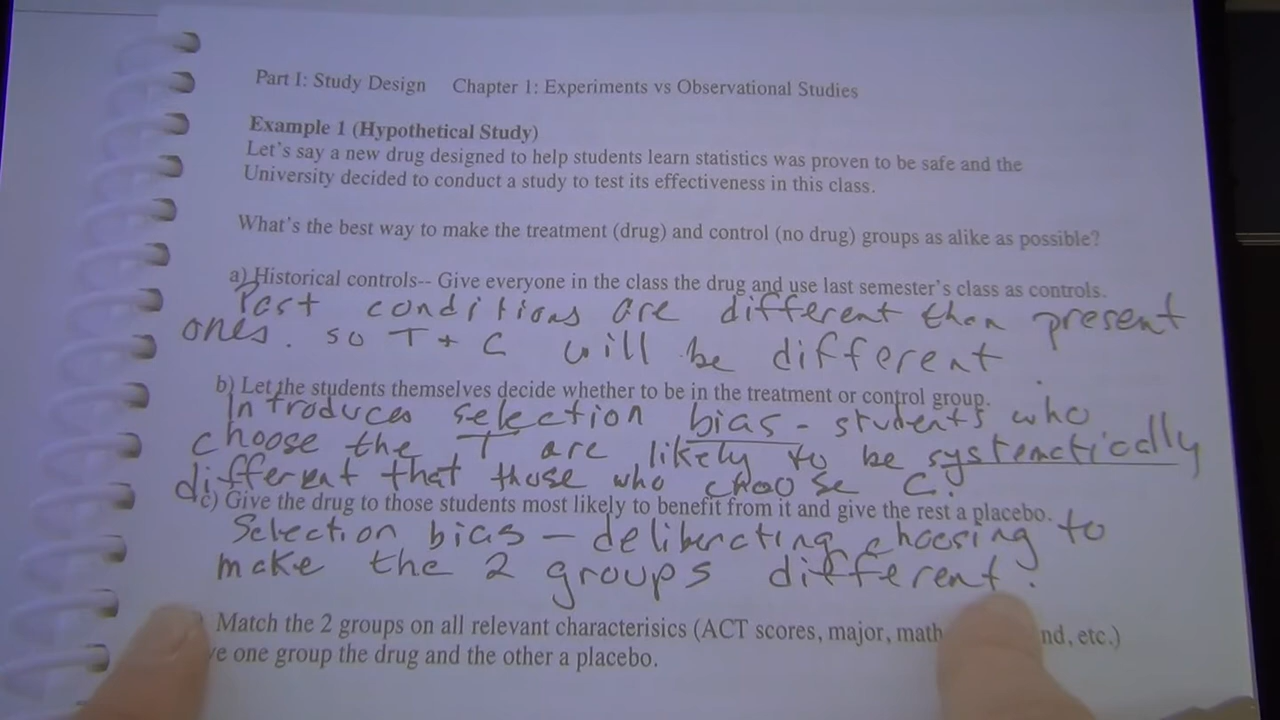 Part I: Study Design Chapter 1: Experiments vs Observational Studies
Example 1 (Hypothetical Study)
Let's say a new drug designed to help students learn statistics was proven to be safe and the
University decided to conduct a study to test its effectiveness in this class.
What's the best way to make the treatment (drug) and control (no drug) groups as alike as possible?
a) Historical controls-- Give everyone in the class the drug and use last semester's class as controls.
Past conditions are different than present
ones. so T + C will be different
b) Let the students themselves decide whether to be in the treatment or control group.
Introduces selection bias - students who
choose the T are likely to be systematically
different that those who choose C.
c) Give the drug to those students most likely to benefit from it and give the rest a placebo.
Selection bias — deliberating choosing to
make the 2 groups different.
Match the 2 groups on all relevant characterisics (ACT scores, major, math nd, etc.)
ve one group the drug and the other a placebo.